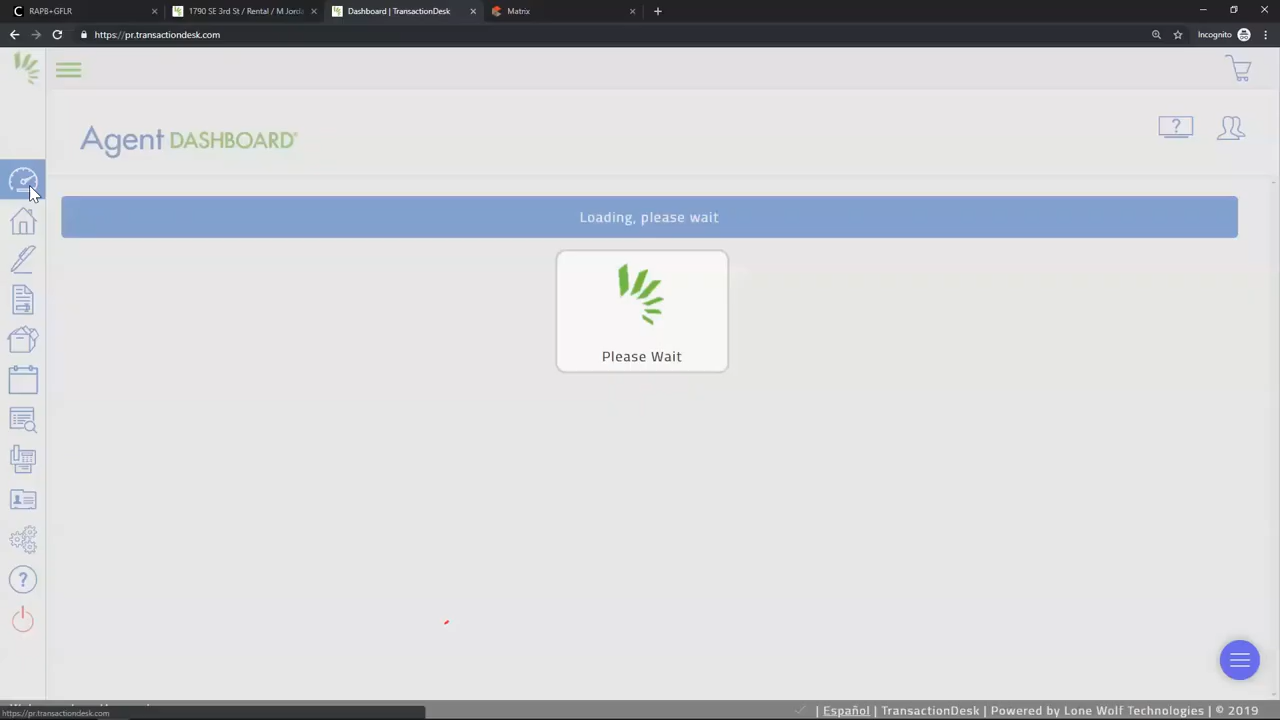 RAPB+GFLR
1790 SE 3rd St / Rental / M Jorda
Dashboard | TransactionDesk
Matrix
https://pr.transactiondesk.com
Incognito
Agent DASHBOARD
?
Loading, please wait
Please Wait
?
https://pr.transactiondesk.com
| Español | TransactionDesk | Powered by Lone Wolf Technologies | © 2019